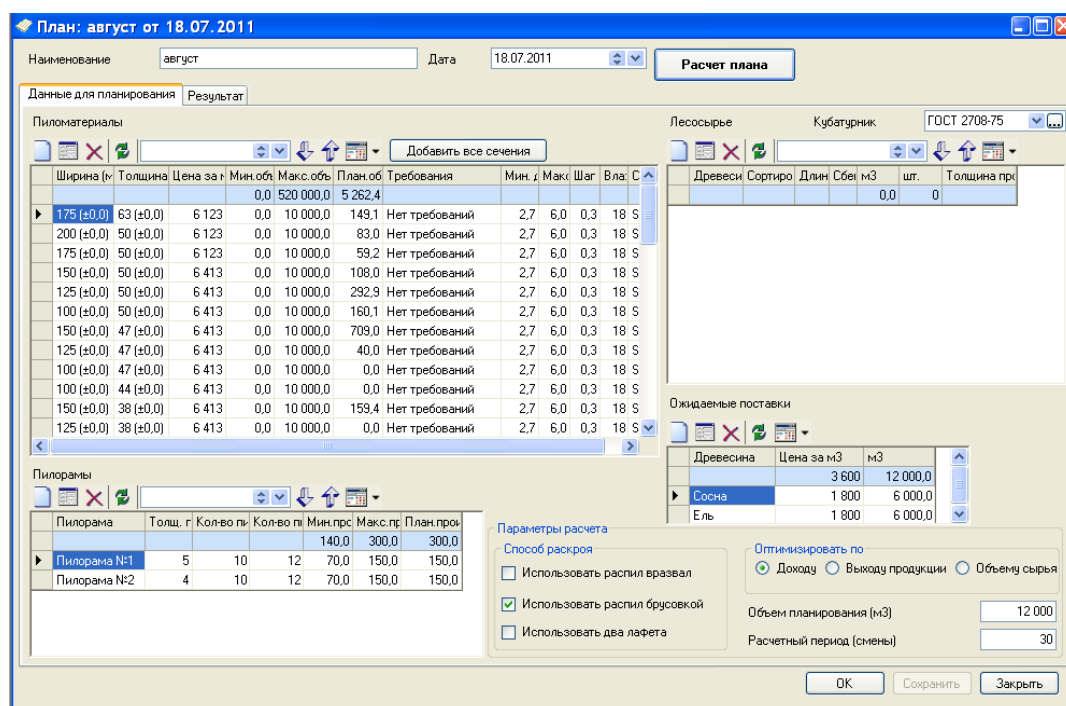 План: август от 18.07.2011
Наименование август Дата 18.07.2011 Расчет плана
Данные для планирования Результат
Пиломатериалы
Добавить все сечения
Ширина (м Толщина Цена за м Мин.объ Макс.объ План.об Требования Мин. д Макс Шаг Вла: С
0,0 520 000,0 5 262,4
175 (±0,0) 63 (±0,0) 6 123 0,0 10 000,0 149,1 Нет требований 2,7 6,0 0,3 18 S
200 (±0,0) 50 (±0,0) 6 123 0,0 10 000,0 83,0 Нет требований 2,7 6,0 0,3 18 S
175 (±0,0) 50 (±0,0) 6 123 0,0 10 000,0 59,2 Нет требований 2,7 6,0 0,3 18 S
150 (±0,0) 50 (±0,0) 6 413 0,0 10 000,0 108,0 Нет требований 2,7 6,0 0,3 18 S
125 (±0,0) 50 (±0,0) 6 413 0,0 10 000,0 292,9 Нет требований 2,7 6,0 0,3 18 S
100 (±0,0) 50 (±0,0) 6 413 0,0 10 000,0 160,1 Нет требований 2,7 6,0 0,3 18 S
150 (±0,0) 47 (±0,0) 6 413 0,0 10 000,0 709,0 Нет требований 2,7 6,0 0,3 18 S
125 (±0,0) 47 (±0,0) 6 413 0,0 10 000,0 40,0 Нет требований 2,7 6,0 0,3 18 S
100 (±0,0) 47 (±0,0) 6 413 0,0 10 000,0 0,0 Нет требований 2,7 6,0 0,3 18 S
100 (±0,0) 44 (±0,0) 6 413 0,0 10 000,0 0,0 Нет требований 2,7 6,0 0,3 18 S
150 (±0,0) 38 (±0,0) 6 413 0,0 10 000,0 159,4 Нет требований 2,7 6,0 0,3 18 S
125 (±0,0) 38 (±0,0) 6 413 0,0 10 000,0 0,0 Нет требований 2,7 6,0 0,3 18 S
Лесосырье Кубатурник ГОСТ 2708-75 ...
Древеси Сортиро Длин Сбег м3 шт. Толщина про
0,0 0
Ожидаемые поставки
Древесина Цена за м3 м3
3 600 12 000,0
Сосна 1 800 6 000,0
Ель 1 800 6 000,0
Пилорамы
Пилорама Толщ. г Кол-во пи Кол-во п Мин.прс Макс.пр План.прои
140,0 300,0 300,0
Пилорама №1 5 10 12 70,0 150,0 150,0
Пилорама №2 4 10 12 70,0 150,0 150,0
Параметры расчета
Способ раскроя
Использовать распил вразвал
Использовать распил брусовкой
Использовать два лафета
Оптимизировать по
Доходу Выходу продукции Объему сырья
Объем планирования (м3) 12 000
Расчетный период (смены) 30
ОК Сохранить Закрыть